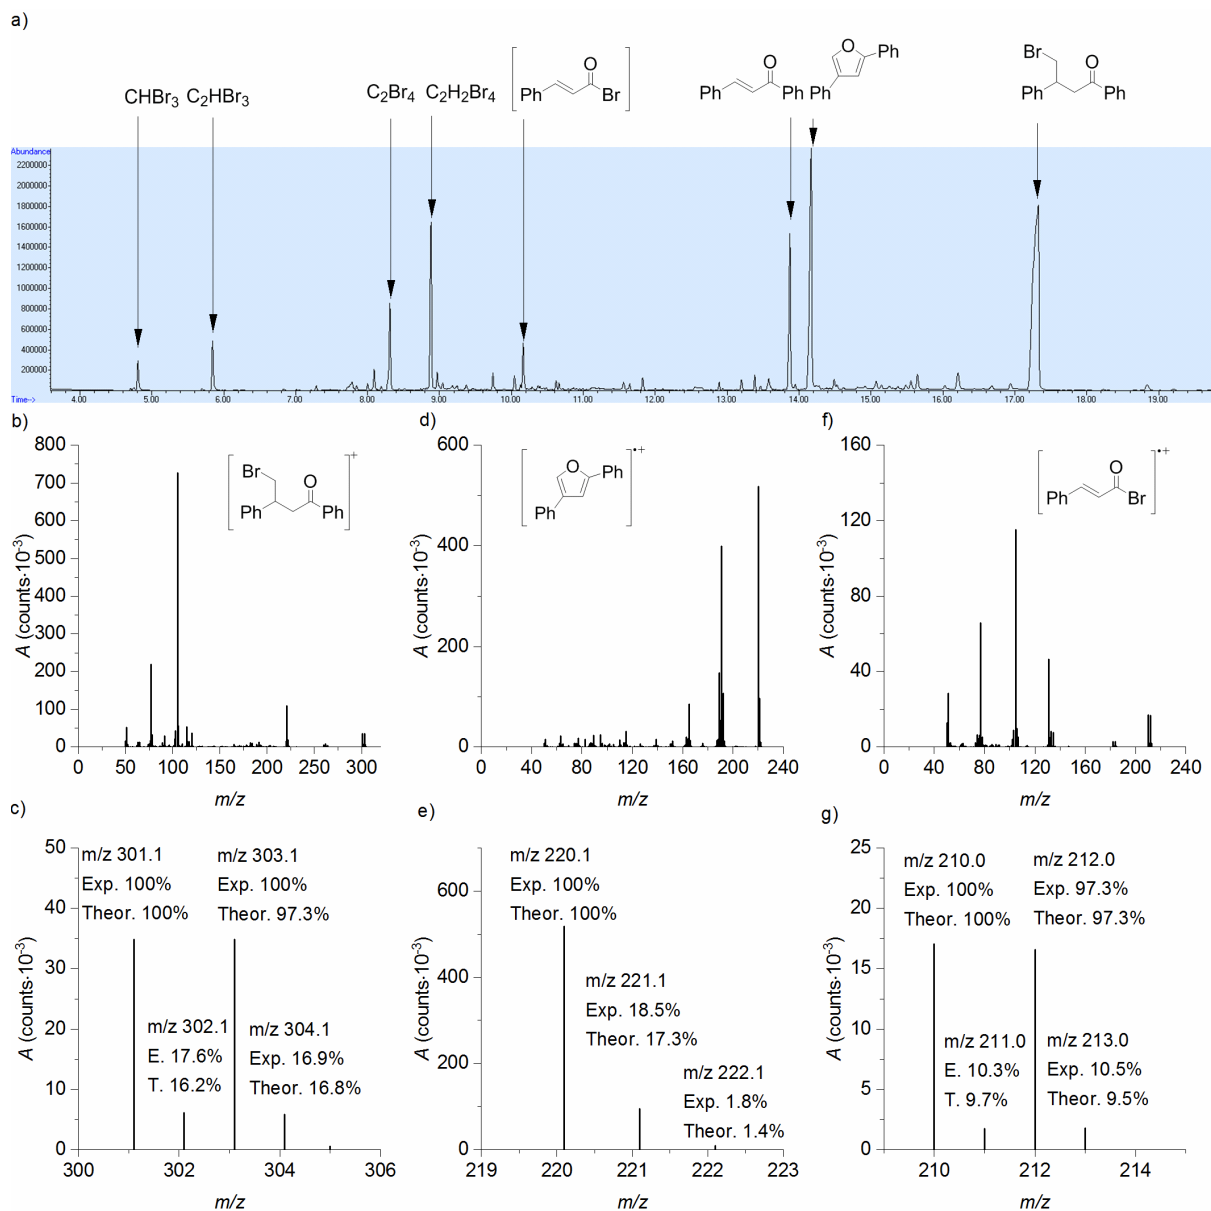 a)
CHBr3
C2HBr3
C2Br4
C2H2Br4
O
Ph
Br
O
Ph
Ph
O
Ph
Ph
Br
O
Ph
Ph
Abundance
2200000
2000000
1800000
1600000
1400000
1200000
1000000
800000
600000
400000
200000
Time-->
4.00 5.00 6.00 7.00 8.00 9.00 10.00 11.00 12.00 13.00 14.00 15.00 16.00 17.00 18.00 19.00
b)
800
700
600
500
400
300
200
100
0
A (counts·10-3)
0 50 100 150 200 250 300
m/z
Br
O
Ph
Ph
+
d)
600
400
200
0
A (counts·10-3)
0 40 80 120 160 200 240
m/z
O
Ph
Ph
•+
f)
160
120
80
40
0
A (counts·10-3)
0 40 80 120 160 200 240
m/z
O
Ph
Br
•+
c)
50
40
30
20
10
0
A (counts·10-3)
m/z 301.1
Exp. 100%
Theor. 100%
m/z 303.1
Exp. 100%
Theor. 97.3%
m/z 302.1
E. 17.6%
T. 16.2%
m/z 304.1
Exp. 16.9%
Theor. 16.8%
300 302 304 306
m/z
e)
600
400
200
0
A (counts·10-3)
m/z 220.1
Exp. 100%
Theor. 100%
m/z 221.1
Exp. 18.5%
Theor. 17.3%
m/z 222.1
Exp. 1.8%
Theor. 1.4%
219 220 221 222 223
m/z
g)
25
20
15
10
5
0
A (counts·10-3)
m/z 210.0
Exp. 100%
Theor. 100%
m/z 212.0
Exp. 97.3%
Theor. 97.3%
m/z 211.0
E. 10.3%
T. 9.7%
m/z 213.0
Exp. 10.5%
Theor. 9.5%
210 212 214
m/z